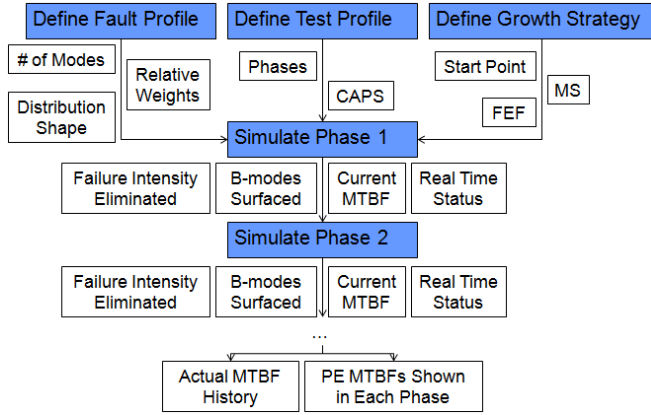 Define Fault Profile
Define Test Profile
Define Growth Strategy
# of Modes
Relative
Weights
Distribution
Shape
Phases
CAPS
Start Point
MS
FEF
Simulate Phase 1
Failure Intensity
Eliminated
B-modes
Surfaced
Current
MTBF
Real Time
Status
Simulate Phase 2
Failure Intensity
Eliminated
B-modes
Surfaced
Current
MTBF
Real Time
Status
...
Actual MTBF
History
PE MTBFs Shown
in Each Phase